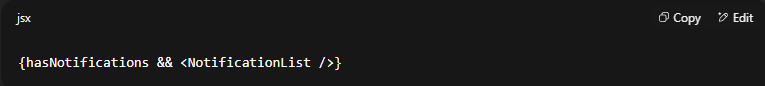 jsx
Copy
Edit
{hasNotifications && <NotificationList />}